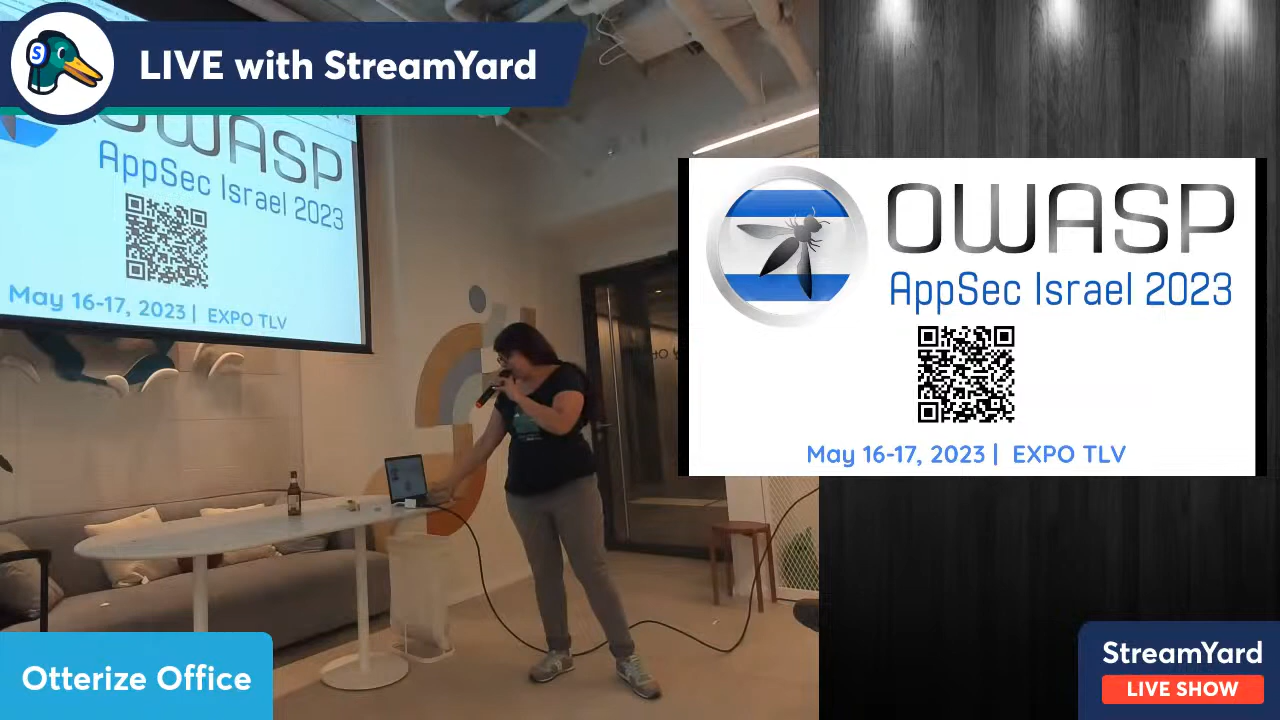 S
LIVE with StreamYard
OWASP
AppSec Israel 2023
May 16-17, 2023 | EXPO TLV
OWASP
AppSec Israel 2023
May 16-17, 2023 | EXPO TLV
Otterize Office
StreamYard
LIVE SHOW